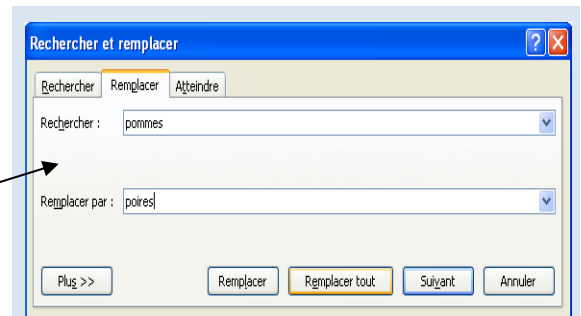 Rechercher et remplacer
Rechercher Remplacer Atteindre
Rechercher : pommes
Remplacer par : poires
Plus >> Remplacer Remplacer tout Suivant Annuler